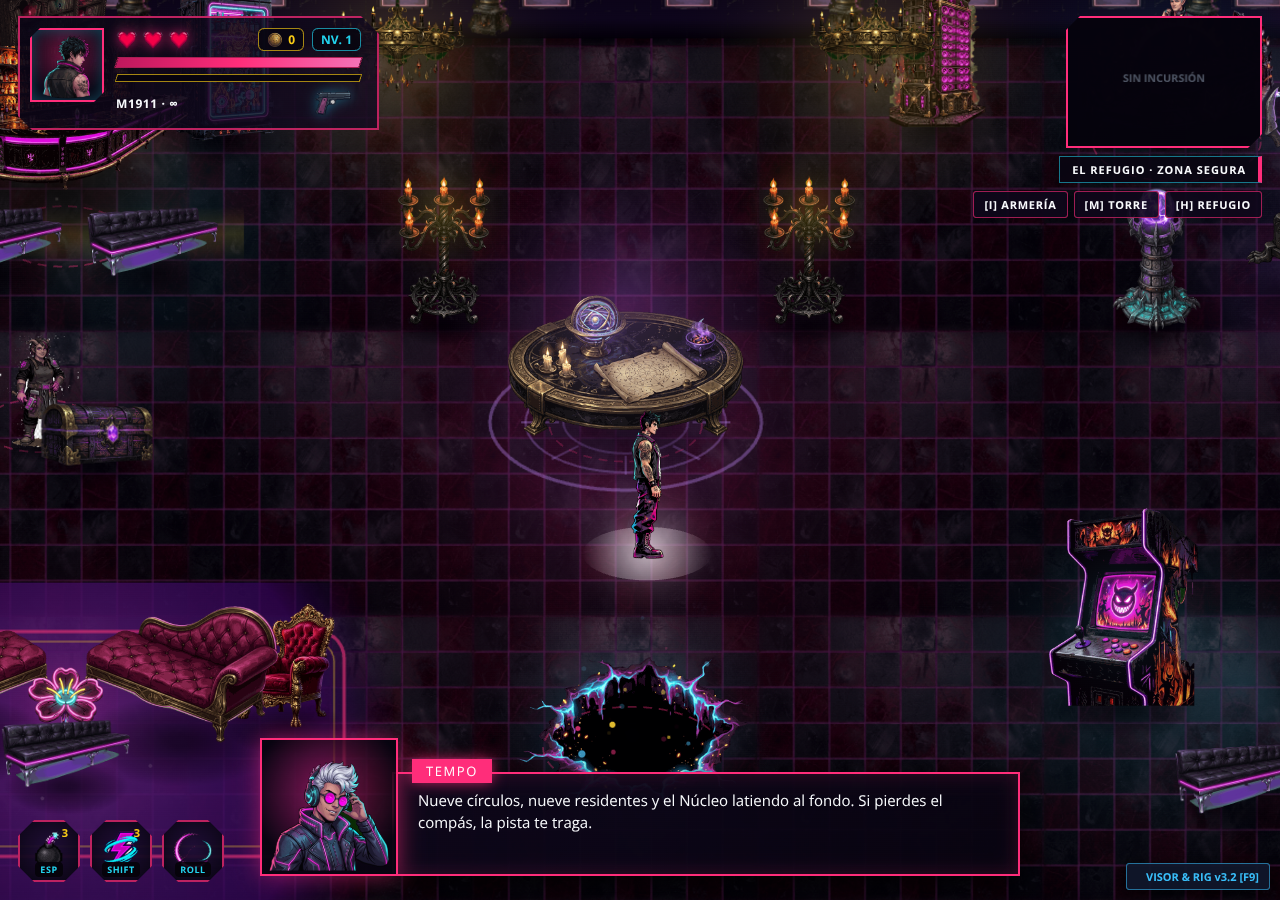 0
NV. 1
M1911 · ∞
SIN INCURSIÓN
EL REFUGIO · ZONA SEGURA
[I] ARMERÍA
[M] TORRE
[H] REFUGIO
TEMPO
Nueve círculos, nueve residentes y el Núcleo latiendo al fondo. Si pierdes el
compás, la pista te traga.
3
ESP
3
SHIFT
ROLL
VISOR & RIG v3.2 [F9]